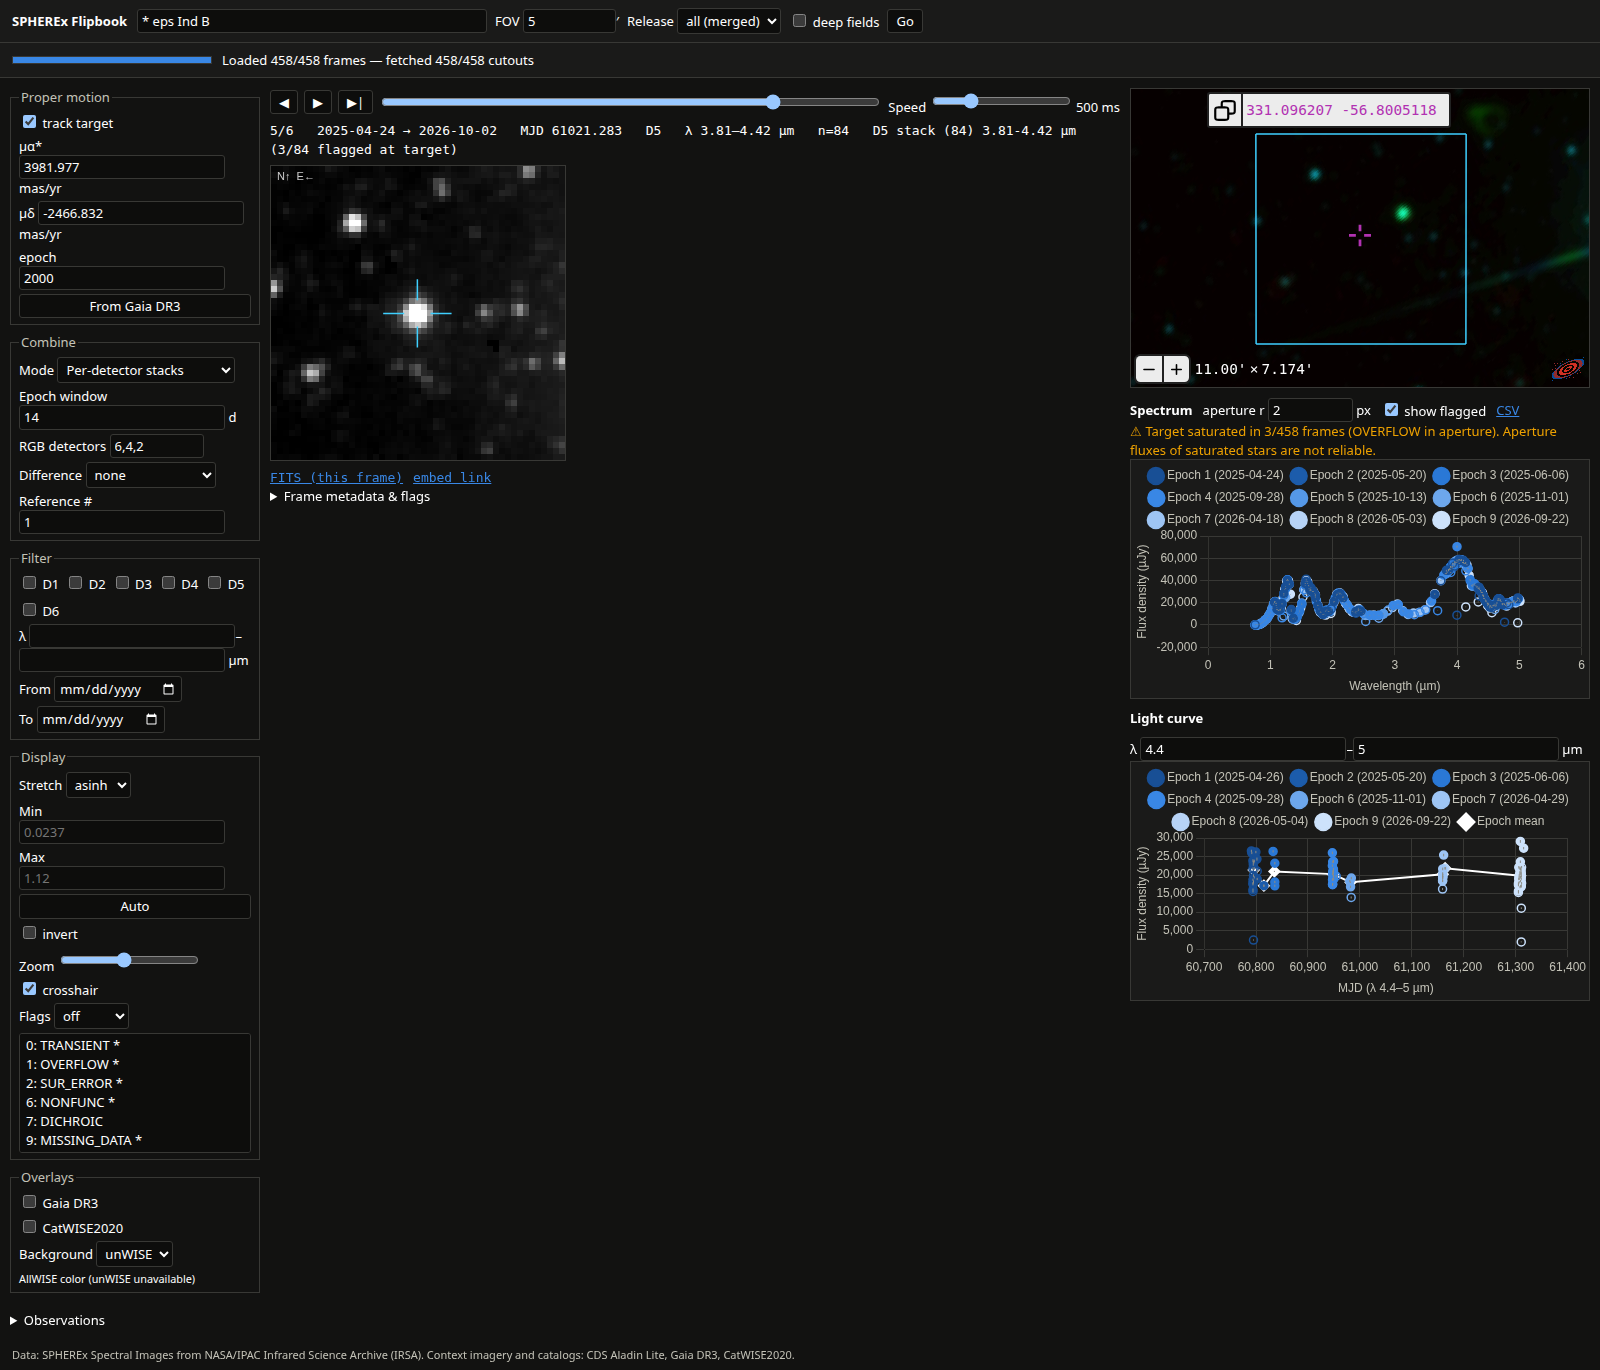 SPHEREx Flipbook * eps Ind B FOV 5 ′ Release all (merged) deep fields Go
Loaded 458/458 frames — fetched 458/458 cutouts
Proper motion
track target
μα*
3981.977
mas/yr
μδ -2466.832
mas/yr
epoch
2000
From Gaia DR3
Combine
Mode Per-detector stacks
Epoch window
14 d
RGB detectors 6,4,2
Difference none
Reference #
1
Filter
D1 D2 D3 D4 D5
D6
λ –
μm
From mm/dd/yyyy
To mm/dd/yyyy
Display
Stretch asinh
Min
0.0237
Max
1.12
Auto
invert
Zoom
crosshair
Flags off
0: TRANSIENT *
1: OVERFLOW *
2: SUR_ERROR *
6: NONFUNC *
7: DICHROIC
9: MISSING_DATA *
Overlays
Gaia DR3
CatWISE2020
Background unWISE
AllWISE color (unWISE unavailable)
Observations
◀ ▶ ▶| Speed 500 ms
5/6 2025-04-24 → 2026-10-02 MJD 61021.283 D5 λ 3.81–4.42 μm n=84 D5 stack (84) 3.81-4.42 μm
(3/84 flagged at target)
N↑ E←
FITS (this frame) embed link
Frame metadata & flags
331.096207 -56.8005118
− + 11.00' × 7.174'
Spectrum aperture r 2 px show flagged CSV
⚠ Target saturated in 3/458 frames (OVERFLOW in aperture). Aperture
fluxes of saturated stars are not reliable.
Epoch 1 (2025-04-24) Epoch 2 (2025-05-20) Epoch 3 (2025-06-06)
Epoch 4 (2025-09-28) Epoch 5 (2025-10-13) Epoch 6 (2025-11-01)
Epoch 7 (2026-04-18) Epoch 8 (2026-05-03) Epoch 9 (2026-09-22)
80,000
60,000
40,000
20,000
0
-20,000
Flux density (μJy)
0 1 2 3 4 5 6
Wavelength (μm)
Light curve
λ 4.4 – 5 μm
Epoch 1 (2025-04-26) Epoch 2 (2025-05-20) Epoch 3 (2025-06-06)
Epoch 4 (2025-09-28) Epoch 6 (2025-11-01) Epoch 7 (2026-04-29)
Epoch 8 (2026-05-04) Epoch 9 (2026-09-22) Epoch mean
30,000
25,000
20,000
15,000
10,000
5,000
0
Flux density (μJy)
60,700 60,800 60,900 61,000 61,100 61,200 61,300 61,400
MJD (λ 4.4–5 μm)
Data: SPHEREx Spectral Images from NASA/IPAC Infrared Science Archive (IRSA). Context imagery and catalogs: CDS Aladin Lite, Gaia DR3, CatWISE2020.